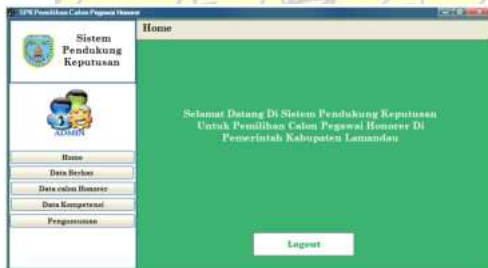 SPK Pemilihan Calon Pegawai Honorer
Sistem
Pendukung
Keputusan
ADMIN
Home
Data Berkas
Data calon Honorer
Data Kompetensi
Pengumuman
Home
Selamat Datang Di Sistem Pendukung Keputusan
Untuk Pemilihan Calon Pegawai Honorer Di
Pemerintah Kabupaten Lamandau
Logout